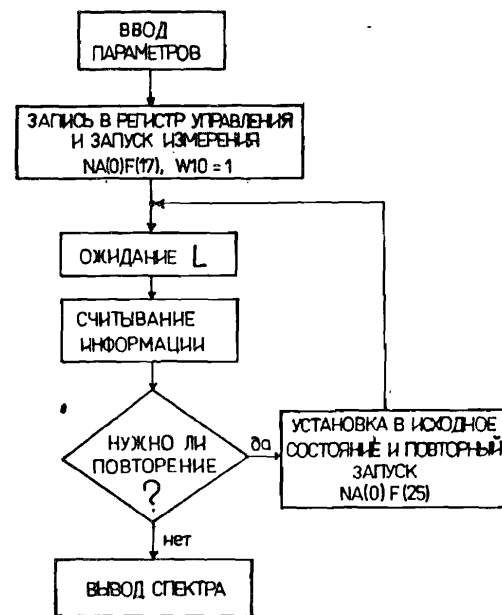 ВВОД
ПАРАМЕТРОВ
ЗАПИСЬ В РЕГИСТР УПРАВЛЕНИЯ
И ЗАПУСК ИЗМЕРЕНИЯ
NA(0)F(17), W10 = 1
ОЖИДАНИЕ L
СЧИТЫВАНИЕ
ИНФОРМАЦИИ
НУЖНО ЛИ
ПОВТОРЕНИЕ
?
да
УСТАНОВКА В ИСХОДНОЕ
СОСТОЯНИЕ И ПОВТОРНЫЙ
ЗАПУСК
NA(0) F(25)
нет
ВЫВОД СПЕКТРА